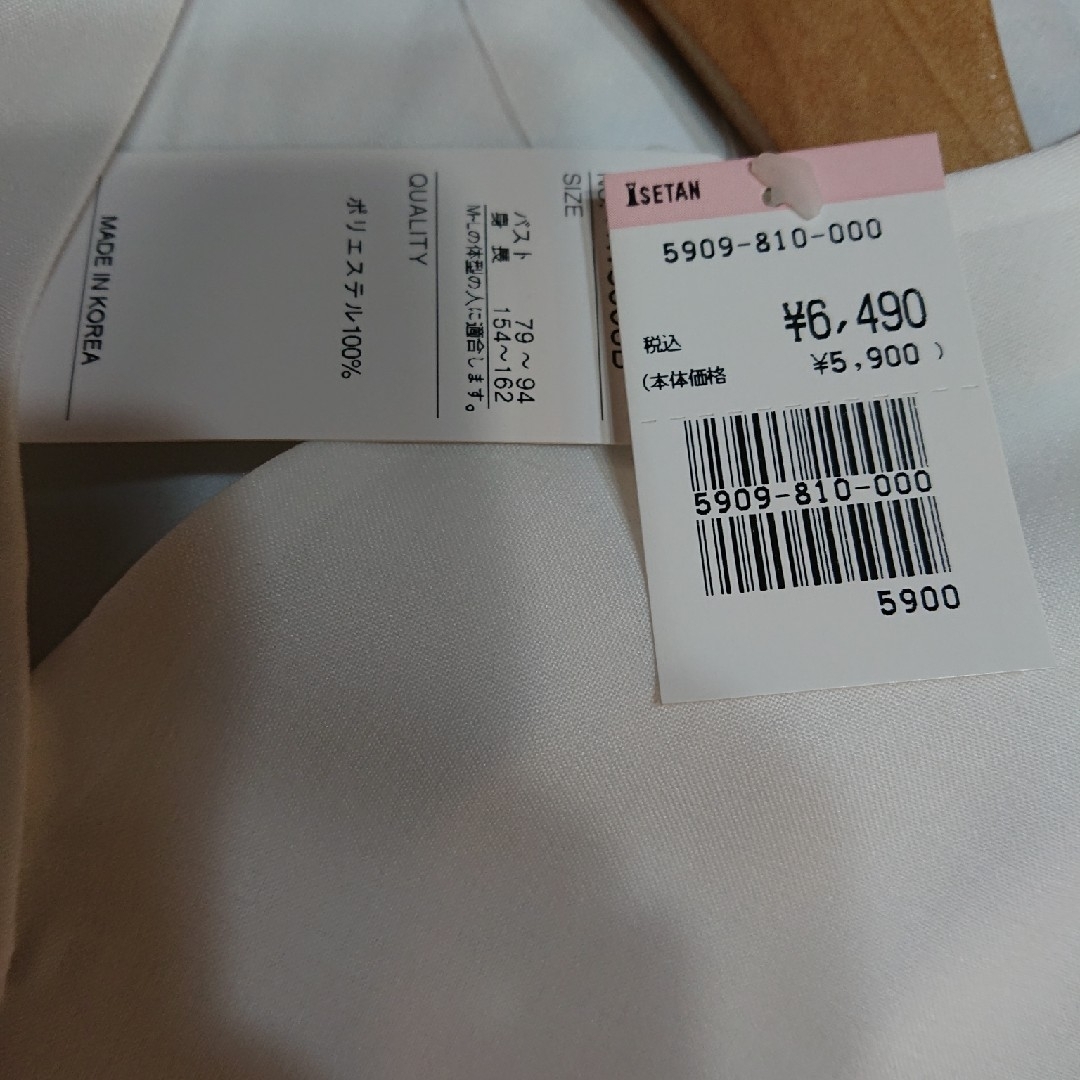 ISETAN
5909-810-000
¥6,490
税込
(本体価格 ¥5,900 )
5909-810-000
5900
SIZE
バスト 79～94
身長 154～162
M~Lの体型の人に適合します。
QUALITY
ポリエステル100%
MADE IN KOREA